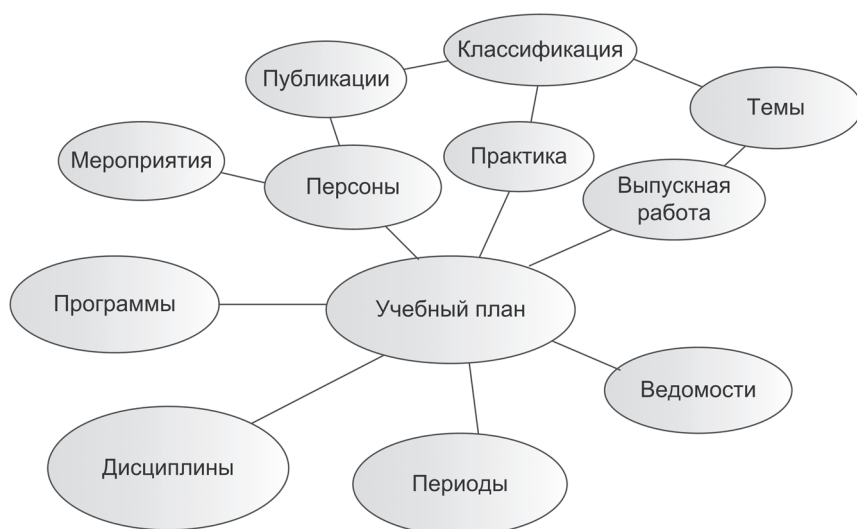 Классификация
Публикации
Темы
Мероприятия
Практика
Персоны
Выпускная
работа
Программы
Учебный план
Ведомости
Дисциплины
Периоды